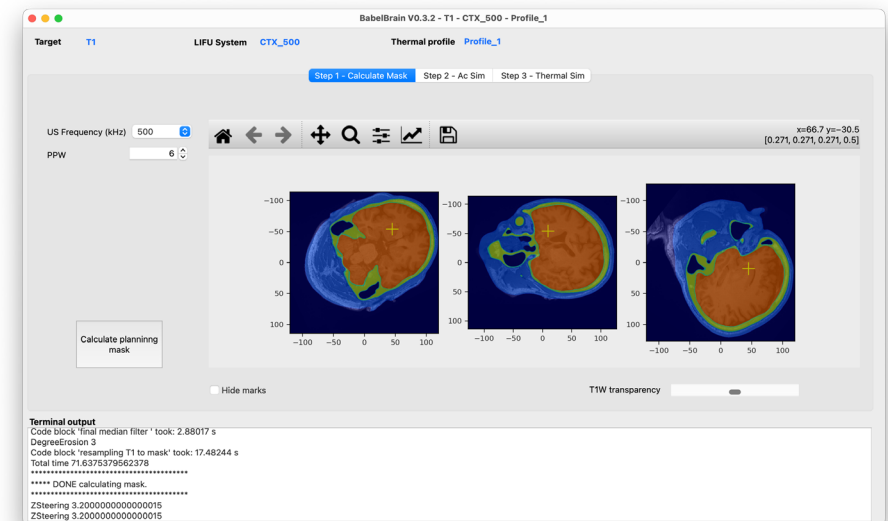 BabelBrain V0.3.2 - T1 - CTX_500 - Profile_1
Target T1 LIFU System CTX_500 Thermal profile Profile_1
Step 1 - Calculate Mask Step 2 - Ac Sim Step 3 - Thermal Sim
US Frequency (kHz) 500
PPW 6
x=66.7 y=−30.5
[0.271, 0.271, 0.271, 0.5]
−100 −100 −100
−50 −50 −50
0 0 0
50 50 50
100 100 100
−100 −50 0 50 100 −100 −50 0 50 100 −100 −50 0 50 100
Calculate planninng
mask
Hide marks T1W transparency
Terminal output
Code block 'final median filter ' took: 2.88017 s
DegreeErosion 3
Code block 'resampling T1 to mask' took: 17.48244 s
Total time 71.6375379562378
****************************************
***** DONE calculating mask.
****************************************
ZSteering 3.2000000000000015
ZSteering 3.2000000000000015